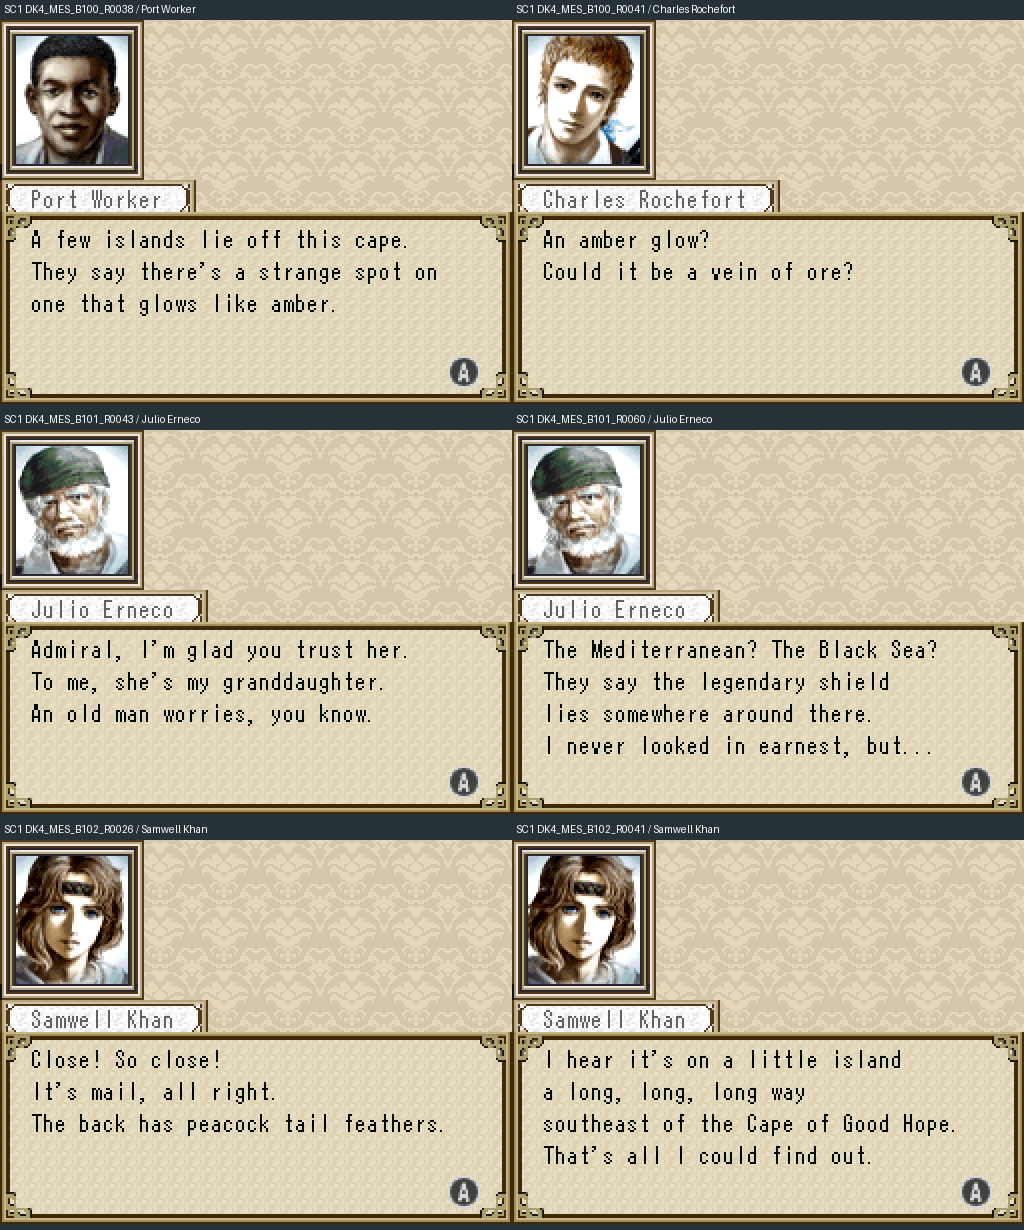 SC1 DK4_MES_B100_R0038 / Port Worker
Port Worker
A few islands lie off this cape.
They say there's a strange spot on
one that glows like amber.
A
SC1 DK4_MES_B100_R0041 / Charles Rochefort
Charles Rochefort
An amber glow?
Could it be a vein of ore?
A
SC1 DK4_MES_B101_R0043 / Julio Erneco
Julio Erneco
Admiral, I'm glad you trust her.
To me, she's my granddaughter.
An old man worries, you know.
A
SC1 DK4_MES_B101_R0060 / Julio Erneco
Julio Erneco
The Mediterranean? The Black Sea?
They say the legendary shield
lies somewhere around there.
I never looked in earnest, but...
A
SC1 DK4_MES_B102_R0026 / Samwell Khan
Samwell Khan
Close! So close!
It's mail, all right.
The back has peacock tail feathers.
A
SC1 DK4_MES_B102_R0041 / Samwell Khan
Samwell Khan
I hear it's on a little island
a long, long, long way
southeast of the Cape of Good Hope.
That's all I could find out.
A